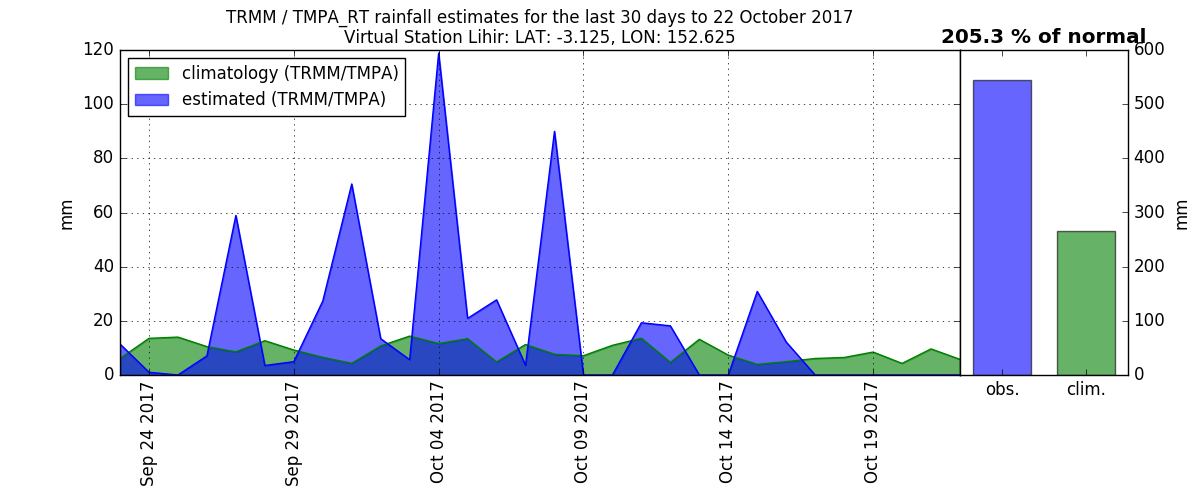 TRMM / TMPA_RT rainfall estimates for the last 30 days to 22 October 2017
Virtual Station Lihir: LAT: -3.125, LON: 152.625
205.3 % of normal
climatology (TRMM/TMPA)
estimated (TRMM/TMPA)
120
100
80
60
40
20
0
mm
Sep 24 2017
Sep 29 2017
Oct 04 2017
Oct 09 2017
Oct 14 2017
Oct 19 2017
obs.
clim.
600
500
400
300
200
100
0
mm